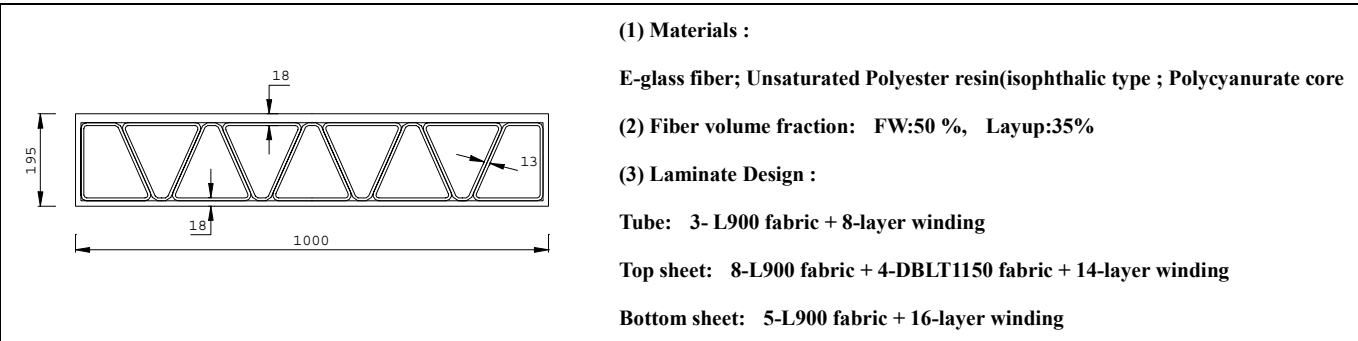 18
195
13
18
1000
(1) Materials :
E-glass fiber; Unsaturated Polyester resin(isophthalic type ; Polycyanurate core
(2) Fiber volume fraction: FW:50 %, Layup:35%
(3) Laminate Design :
Tube: 3- L900 fabric + 8-layer winding
Top sheet: 8-L900 fabric + 4-DBLT1150 fabric + 14-layer winding
Bottom sheet: 5-L900 fabric + 16-layer winding